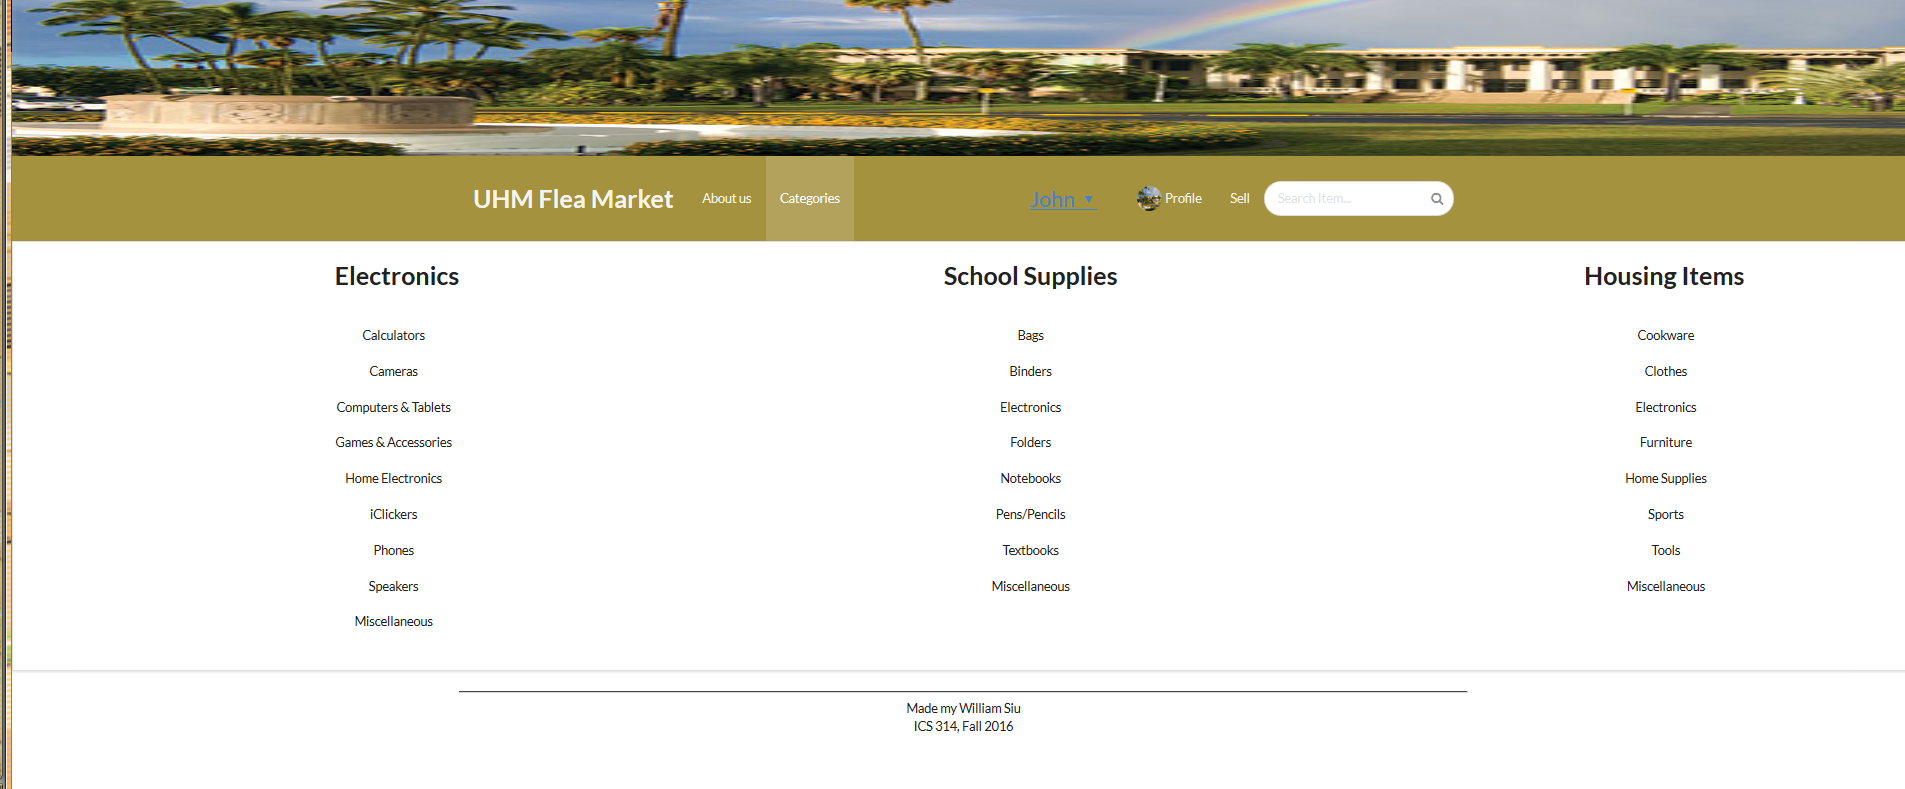 UHM Flea Market About us Categories John Profile Sell Search Item...
Electronics
Calculators
Cameras
Computers & Tablets
Games & Accessories
Home Electronics
iClickers
Phones
Speakers
Miscellaneous
School Supplies
Bags
Binders
Electronics
Folders
Notebooks
Pens/Pencils
Textbooks
Miscellaneous
Housing Items
Cookware
Clothes
Electronics
Furniture
Home Supplies
Sports
Tools
Miscellaneous
Made my William Siu
ICS 314, Fall 2016